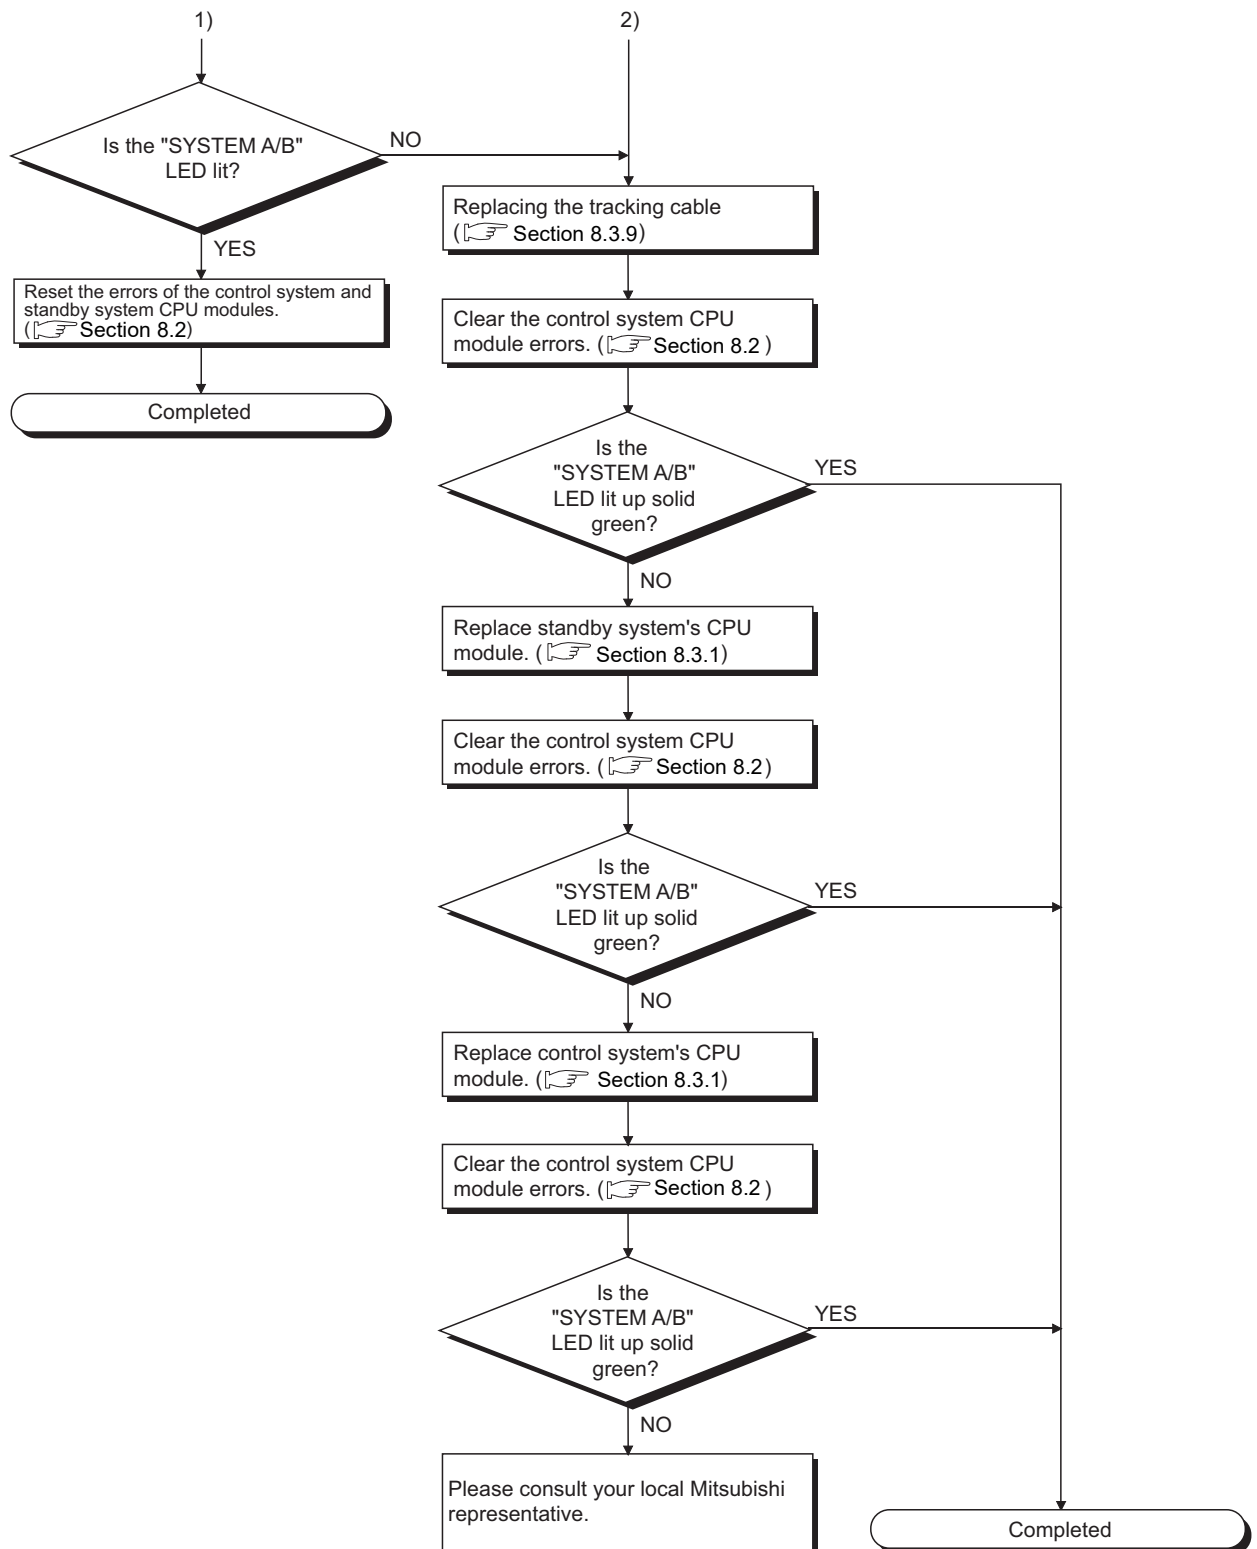 1)
2)
Is the "SYSTEM A/B"
LED lit?
NO
YES
Reset the errors of the control system and
standby system CPU modules.
( Section 8.2)
Completed
Replacing the tracking cable
( Section 8.3.9)
Clear the control system CPU
module errors. ( Section 8.2 )
Is the
"SYSTEM A/B"
LED lit up solid
green?
YES
NO
Replace standby system's CPU
module. ( Section 8.3.1)
Clear the control system CPU
module errors. ( Section 8.2 )
Is the
"SYSTEM A/B"
LED lit up solid
green?
YES
NO
Replace control system's CPU
module. ( Section 8.3.1)
Clear the control system CPU
module errors. ( Section 8.2 )
Is the
"SYSTEM A/B"
LED lit up solid
green?
YES
NO
Please consult your local Mitsubishi
representative.
Completed